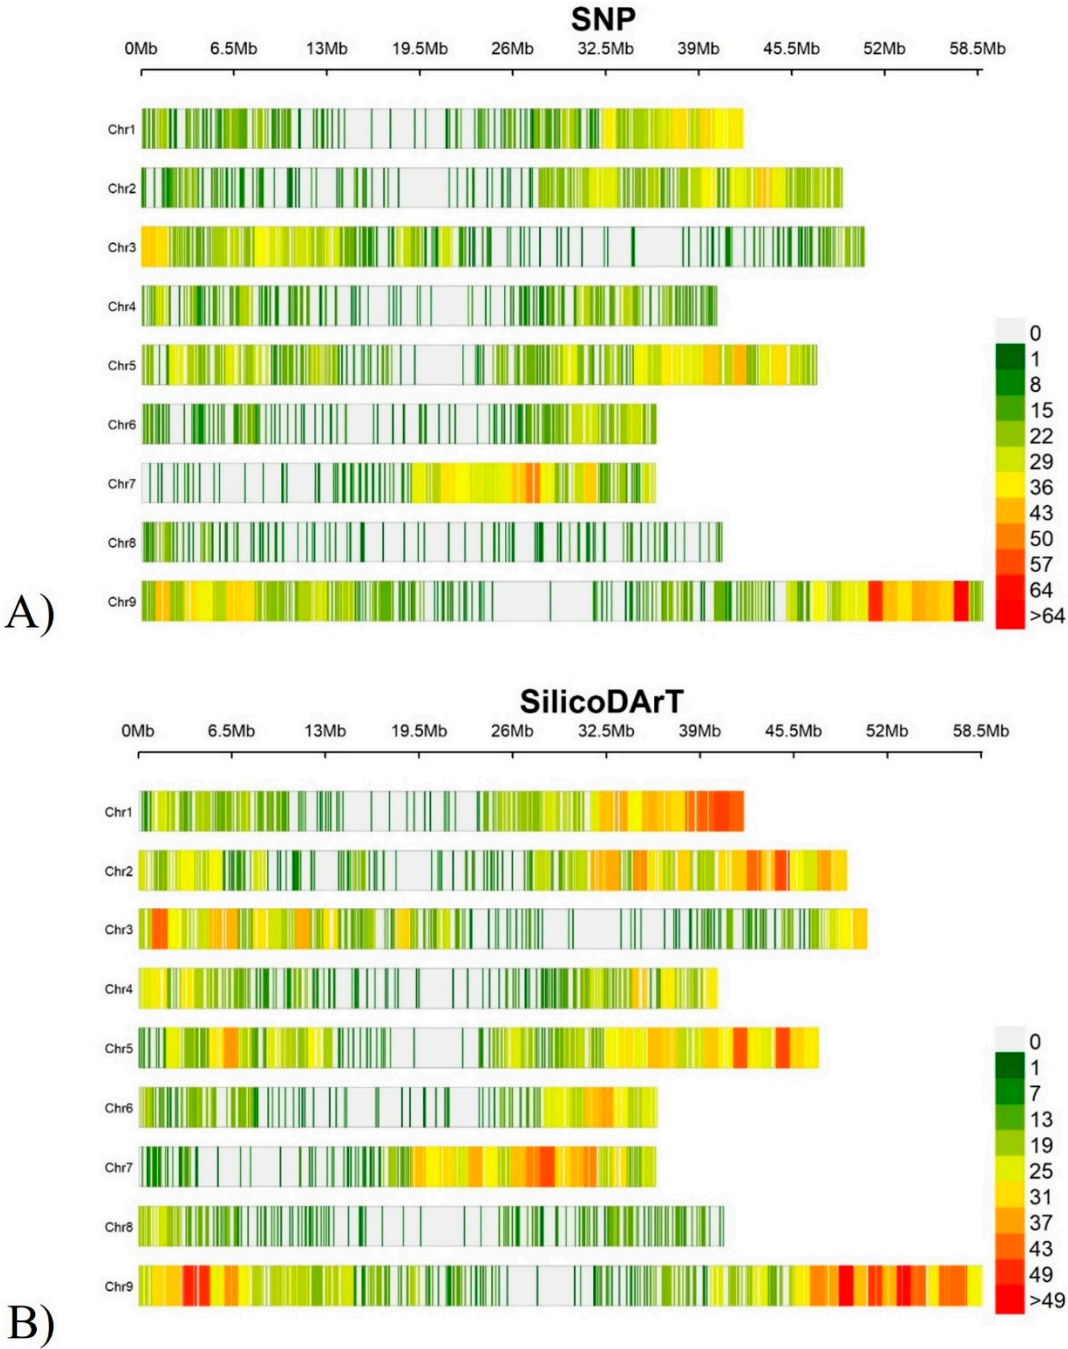 SNP
0Mb 6.5Mb 13Mb 19.5Mb 26Mb 32.5Mb 39Mb 45.5Mb 52Mb 58.5Mb
Chr1
Chr2
Chr3
Chr4
Chr5
Chr6
Chr7
Chr8
Chr9
0
1
8
15
22
29
36
43
50
57
64
>64
A)
SilicoDArT
0Mb 6.5Mb 13Mb 19.5Mb 26Mb 32.5Mb 39Mb 45.5Mb 52Mb 58.5Mb
Chr1
Chr2
Chr3
Chr4
Chr5
Chr6
Chr7
Chr8
Chr9
0
1
7
13
19
25
31
37
43
49
>49
B)